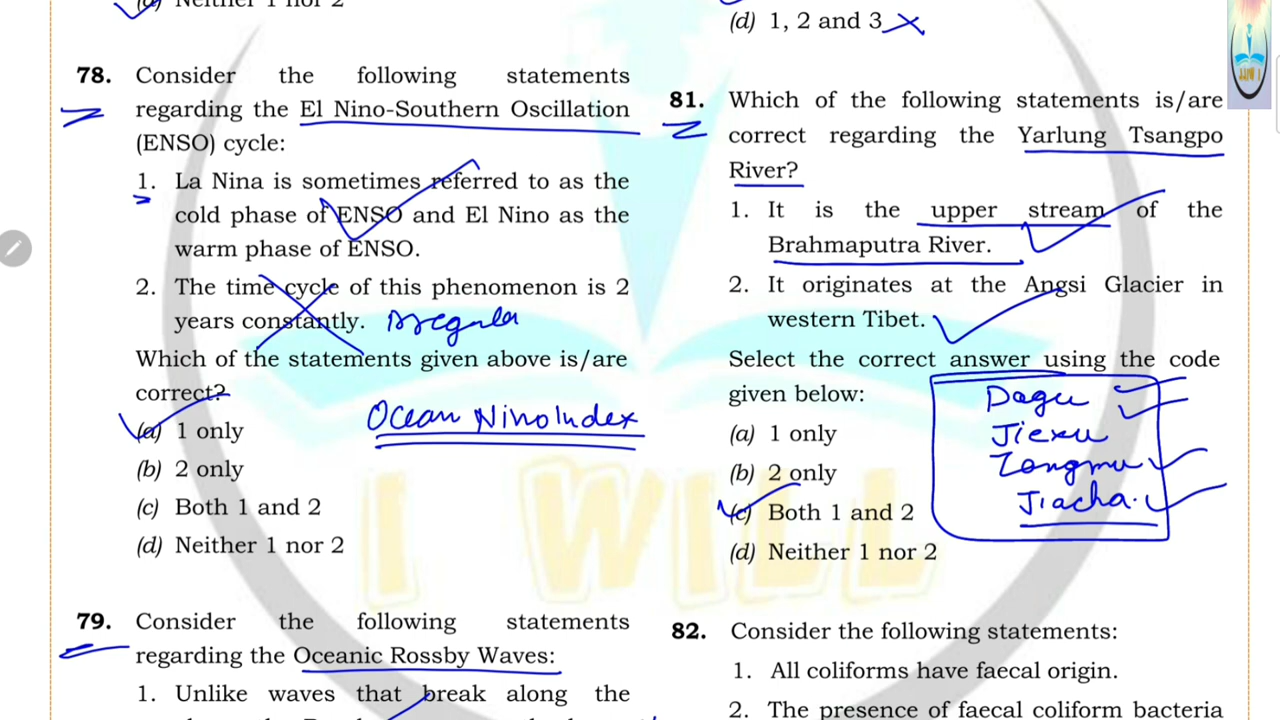 (d) Neither 1 nor 2
78. Consider the following statements
regarding the El Nino-Southern Oscillation
(ENSO) cycle:
1. La Nina is sometimes referred to as the
cold phase of ENSO and El Nino as the
warm phase of ENSO.
2. The time cycle of this phenomenon is 2
years constantly. Irregular
Which of the statements given above is/are
correct?
Ocean Nino Index
(a) 1 only
(b) 2 only
(c) Both 1 and 2
(d) Neither 1 nor 2
79. Consider the following statements
regarding the Oceanic Rossby Waves:
1. Unlike waves that break along the
(d) 1, 2 and 3
81. Which of the following statements is/are
correct regarding the Yarlung Tsangpo
River?
1. It is the upper stream of the
Brahmaputra River.
2. It originates at the Angsi Glacier in
western Tibet.
Select the correct answer using the code
given below:
(a) 1 only
(b) 2 only
(c) Both 1 and 2
(d) Neither 1 nor 2
Dagu
Jiexu
Zangmu
Jiacha.
82. Consider the following statements:
1. All coliforms have faecal origin.
2. The presence of faecal coliform bacteria
I WILL